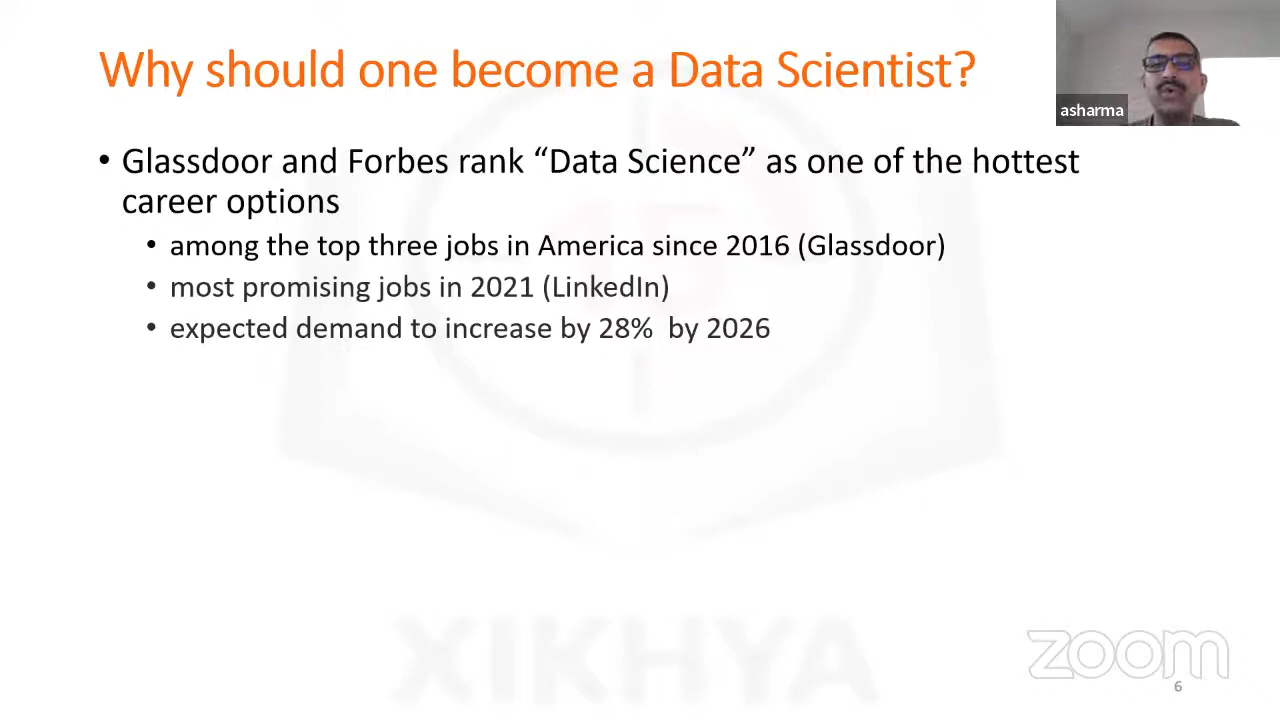 Why should one become a Data Scientist?
asharma
• Glassdoor and Forbes rank “Data Science” as one of the hottest
career options
• among the top three jobs in America since 2016 (Glassdoor)
• most promising jobs in 2021 (LinkedIn)
• expected demand to increase by 28%  by 2026
XIKHYA
zoom
6